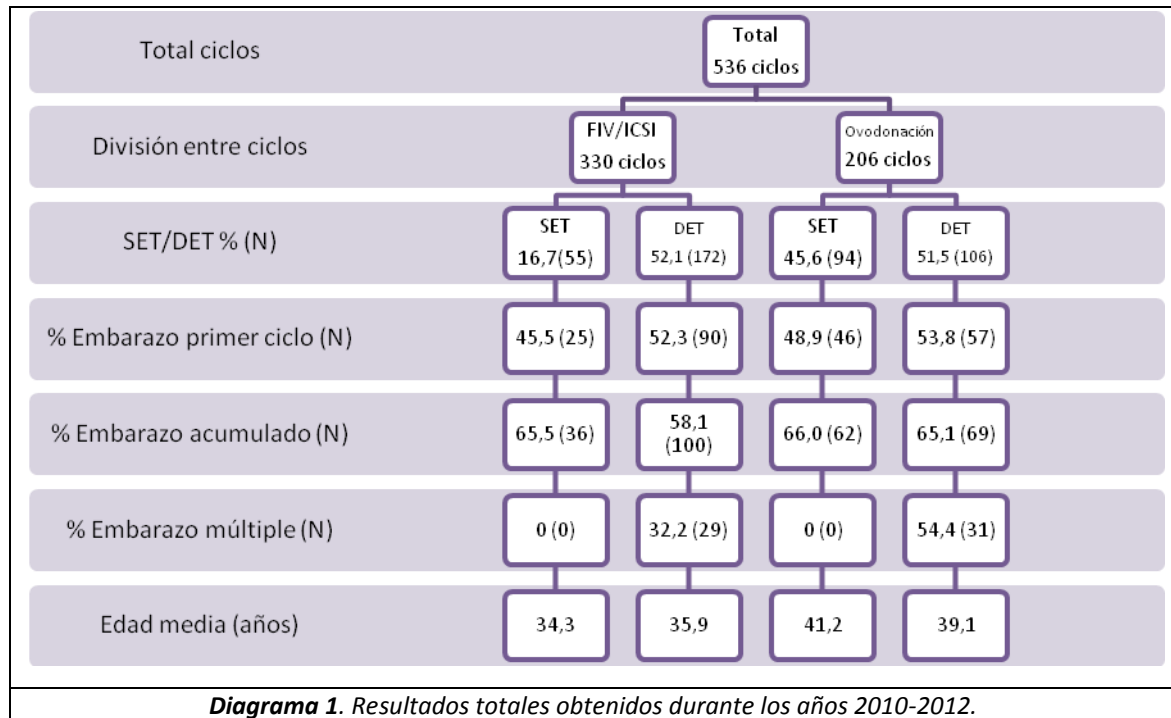 Total ciclos
Total
536 ciclos
División entre ciclos
FIV/ICSI
330 ciclos
Ovodonación
206 ciclos
SET/DET % (N)
SET
16,7(55)
DET
52,1 (172)
SET
45,6 (94)
DET
51,5 (106)
% Embarazo primer ciclo (N)
45,5 (25)
52,3 (90)
48,9 (46)
53,8 (57)
% Embarazo acumulado (N)
65,5 (36)
58,1
(100)
66,0 (62)
65,1 (69)
% Embarazo múltiple (N)
0 (0)
32,2 (29)
0 (0)
54,4 (31)
Edad media (años)
34,3
35,9
41,2
39,1
Diagrama 1. Resultados totales obtenidos durante los años 2010-2012.